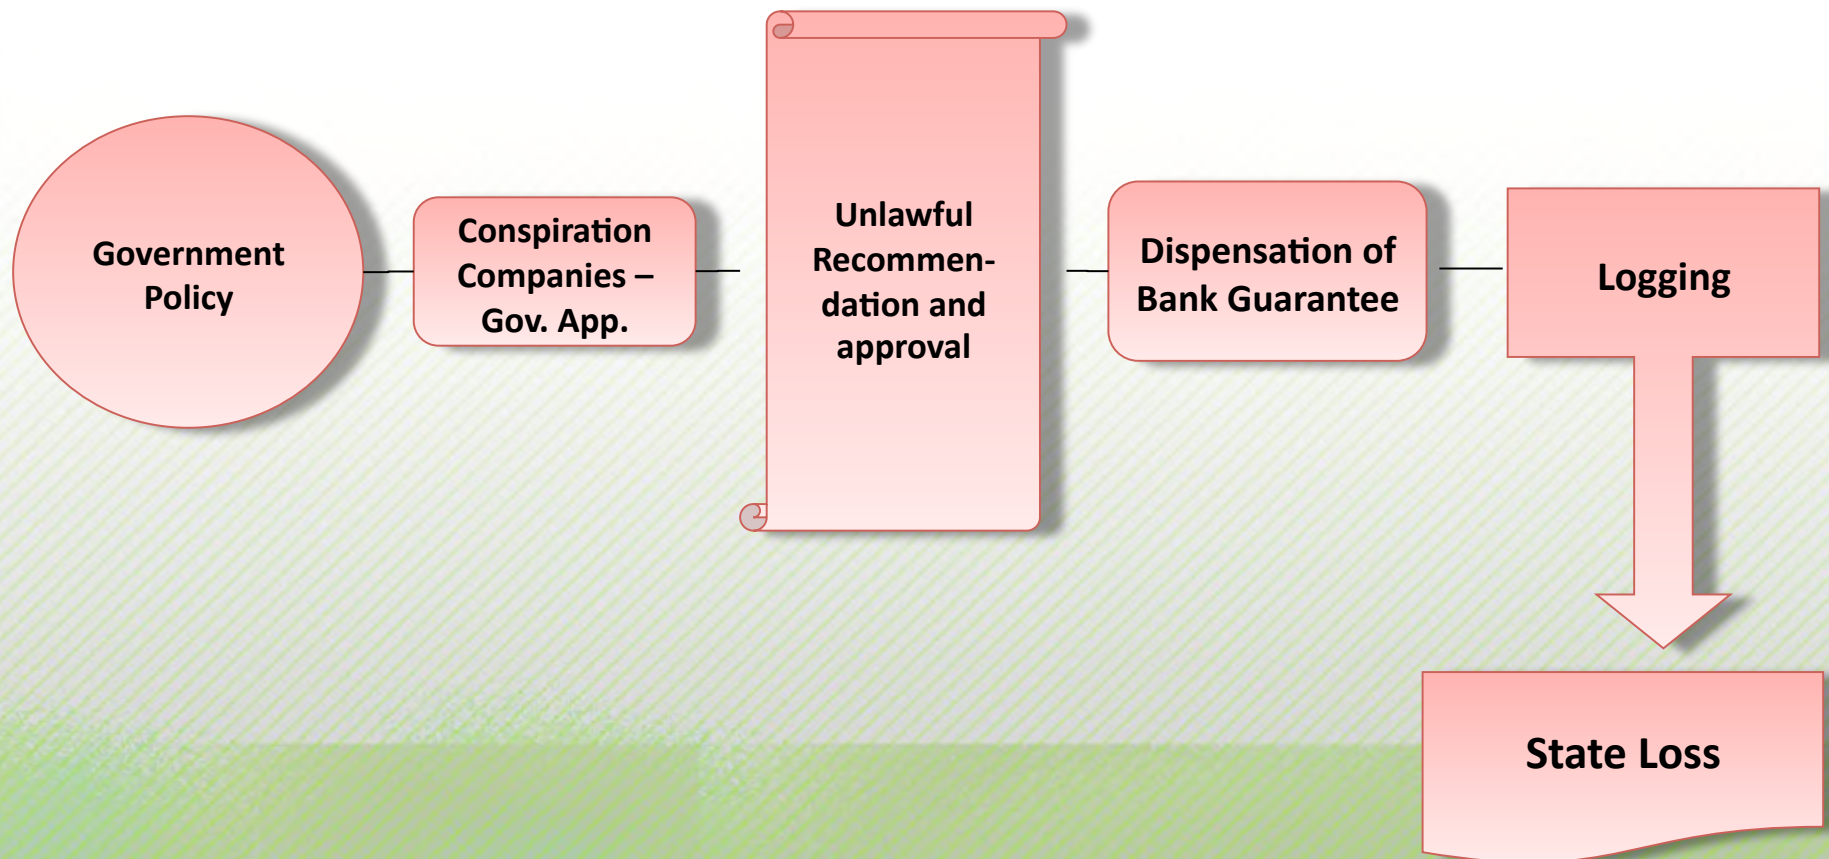 Government
Policy
Conspiration
Companies –
Gov. App.
Unlawful
Recommen-
dation and
approval
Dispensation of
Bank Guarantee
Logging
State Loss